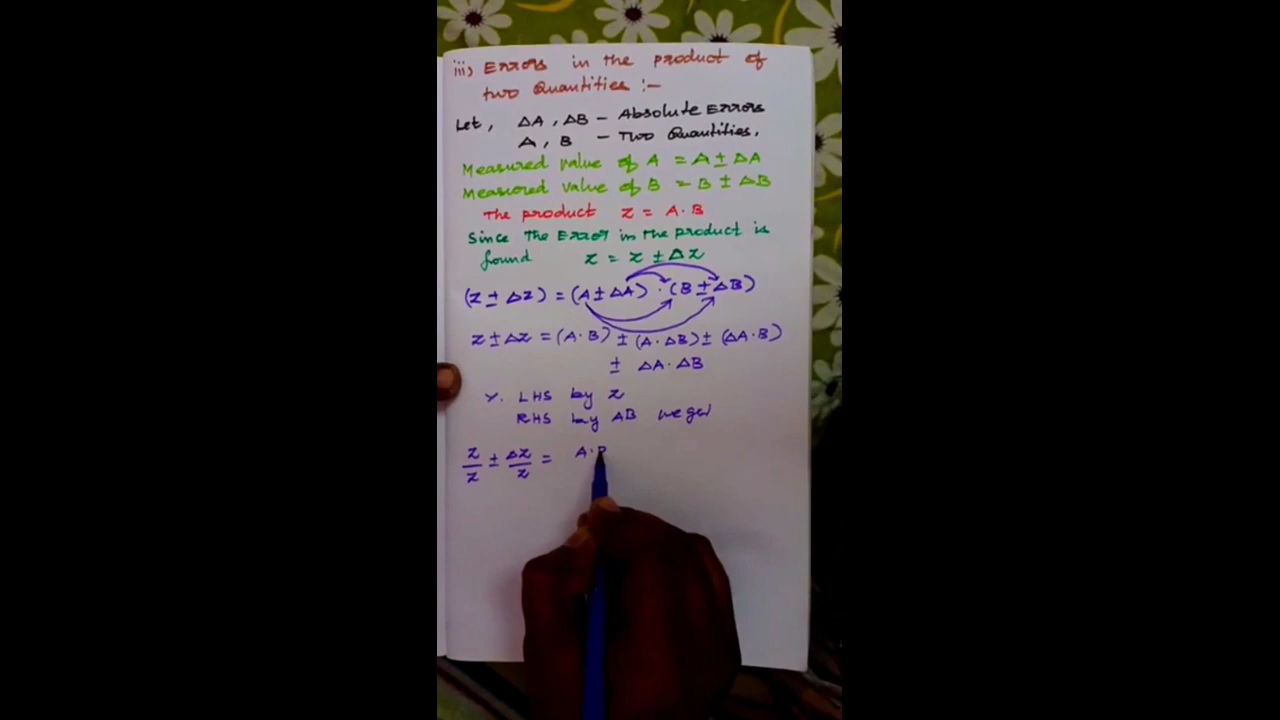 iii) Errors in the product of
two Quantities :-
Let, ΔA, ΔB - Absolute Errors
A, B - Two Quantities.
Measured value of A = A ± ΔA
Measured value of B = B ± ΔB
The product Z = A·B
Since the Error in the product is
found Z = Z ± ΔZ
(Z ± ΔZ) = (A ± ΔA) · (B ± ΔB)
Z ± ΔZ = (A·B) ± (A·ΔB) ± (ΔA·B)
± ΔA·ΔB
LHS by Z
RHS by AB we get
Z/Z ± ΔZ/Z = A·